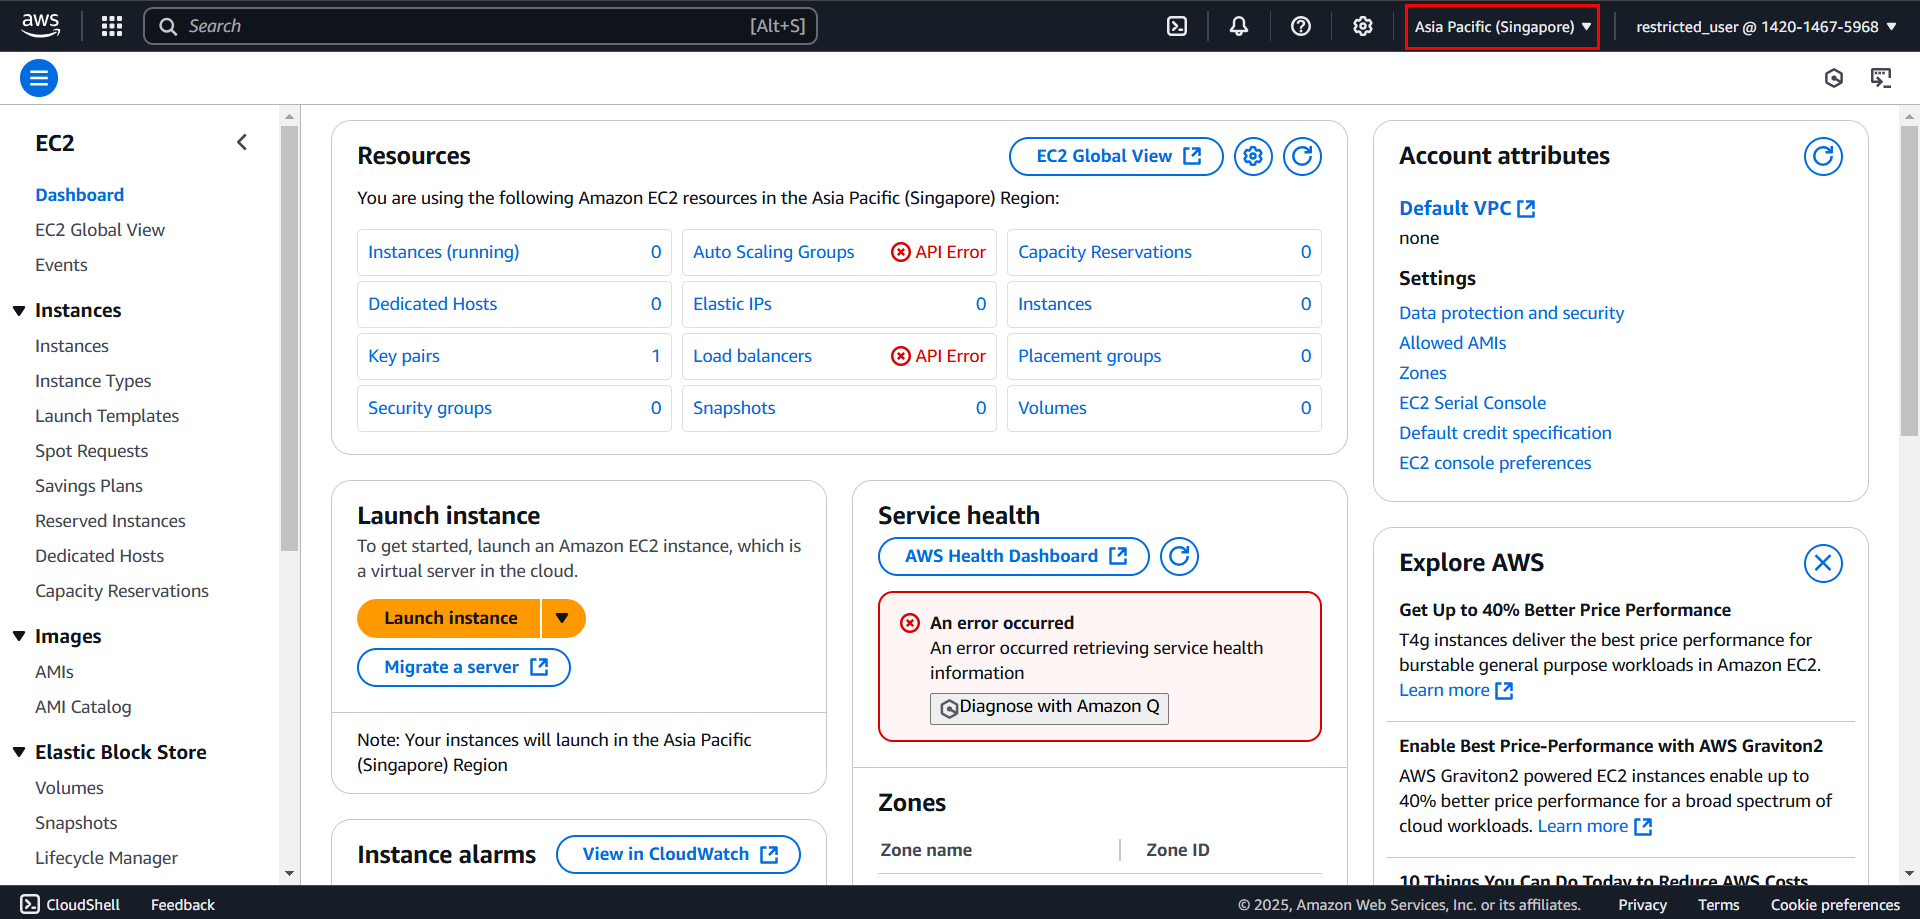 aws
Search [Alt+S]
Asia Pacific (Singapore)
restricted_user @ 1420-1467-5968
EC2
Dashboard
EC2 Global View
Events
Instances
Instances
Instance Types
Launch Templates
Spot Requests
Savings Plans
Reserved Instances
Dedicated Hosts
Capacity Reservations
Images
AMIs
AMI Catalog
Elastic Block Store
Volumes
Snapshots
Lifecycle Manager
Resources
EC2 Global View
You are using the following Amazon EC2 resources in the Asia Pacific (Singapore) Region:
Instances (running) 0
Auto Scaling Groups API Error
Capacity Reservations 0
Dedicated Hosts 0
Elastic IPs 0
Instances 0
Key pairs 1
Load balancers API Error
Placement groups 0
Security groups 0
Snapshots 0
Volumes 0
Launch instance
To get started, launch an Amazon EC2 instance, which is
a virtual server in the cloud.
Launch instance
Migrate a server
Note: Your instances will launch in the Asia Pacific
(Singapore) Region
Instance alarms
View in CloudWatch
Service health
AWS Health Dashboard
An error occurred
An error occurred retrieving service health
information
Diagnose with Amazon Q
Zones
Zone name
Zone ID
Account attributes
Default VPC
none
Settings
Data protection and security
Allowed AMIs
Zones
EC2 Serial Console
Default credit specification
EC2 console preferences
Explore AWS
Get Up to 40% Better Price Performance
T4g instances deliver the best price performance for
burstable general purpose workloads in Amazon EC2.
Learn more
Enable Best Price-Performance with AWS Graviton2
AWS Graviton2 powered EC2 instances enable up to
40% better price performance for a broad spectrum of
cloud workloads. Learn more
10 Things You Can Do Today to Reduce AWS Costs
CloudShell
Feedback
© 2025, Amazon Web Services, Inc. or its affiliates.
Privacy
Terms
Cookie preferences